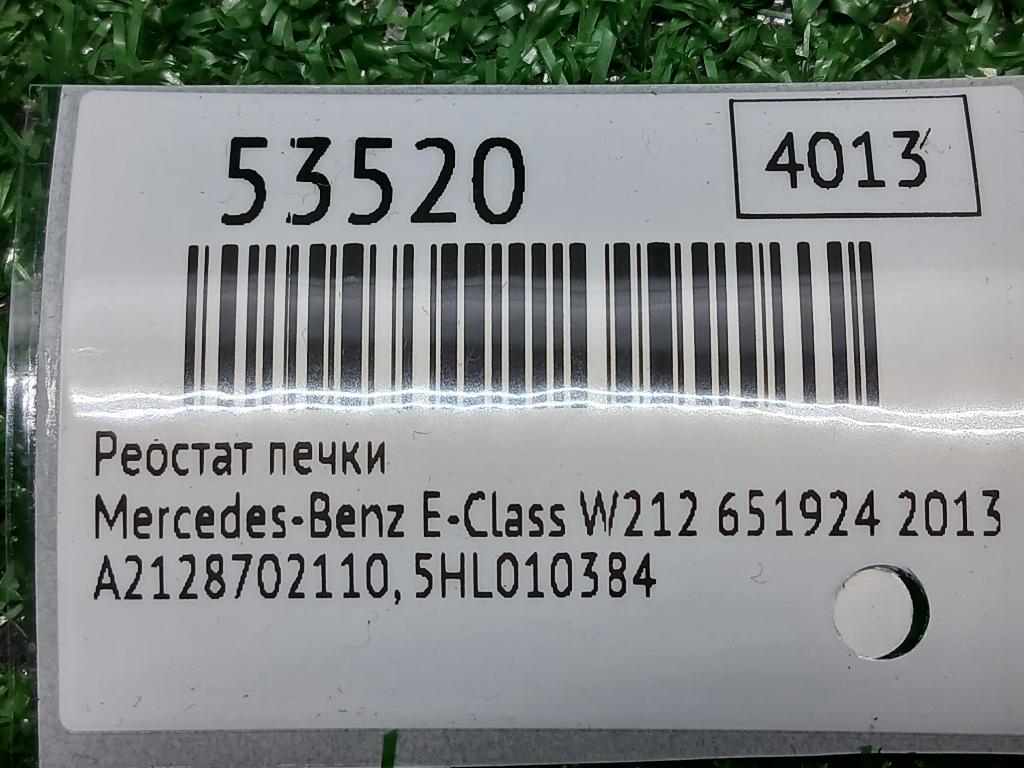 53520
4013
Реостат печки
Mercedes-Benz E-Class W212 651924 2013
A2128702110, 5HL010384